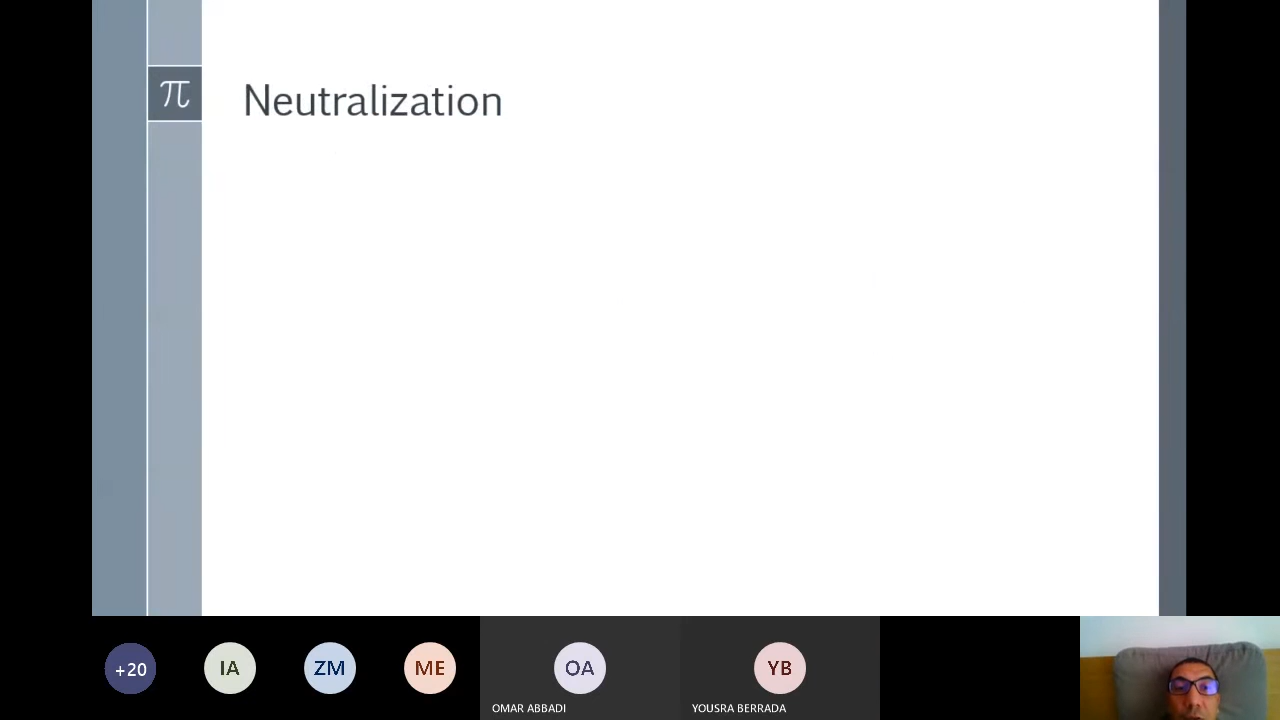 π
Neutralization
+20
IA
ZM
ME
OA
YB
OMAR ABBADI
YOUSRA BERRADA